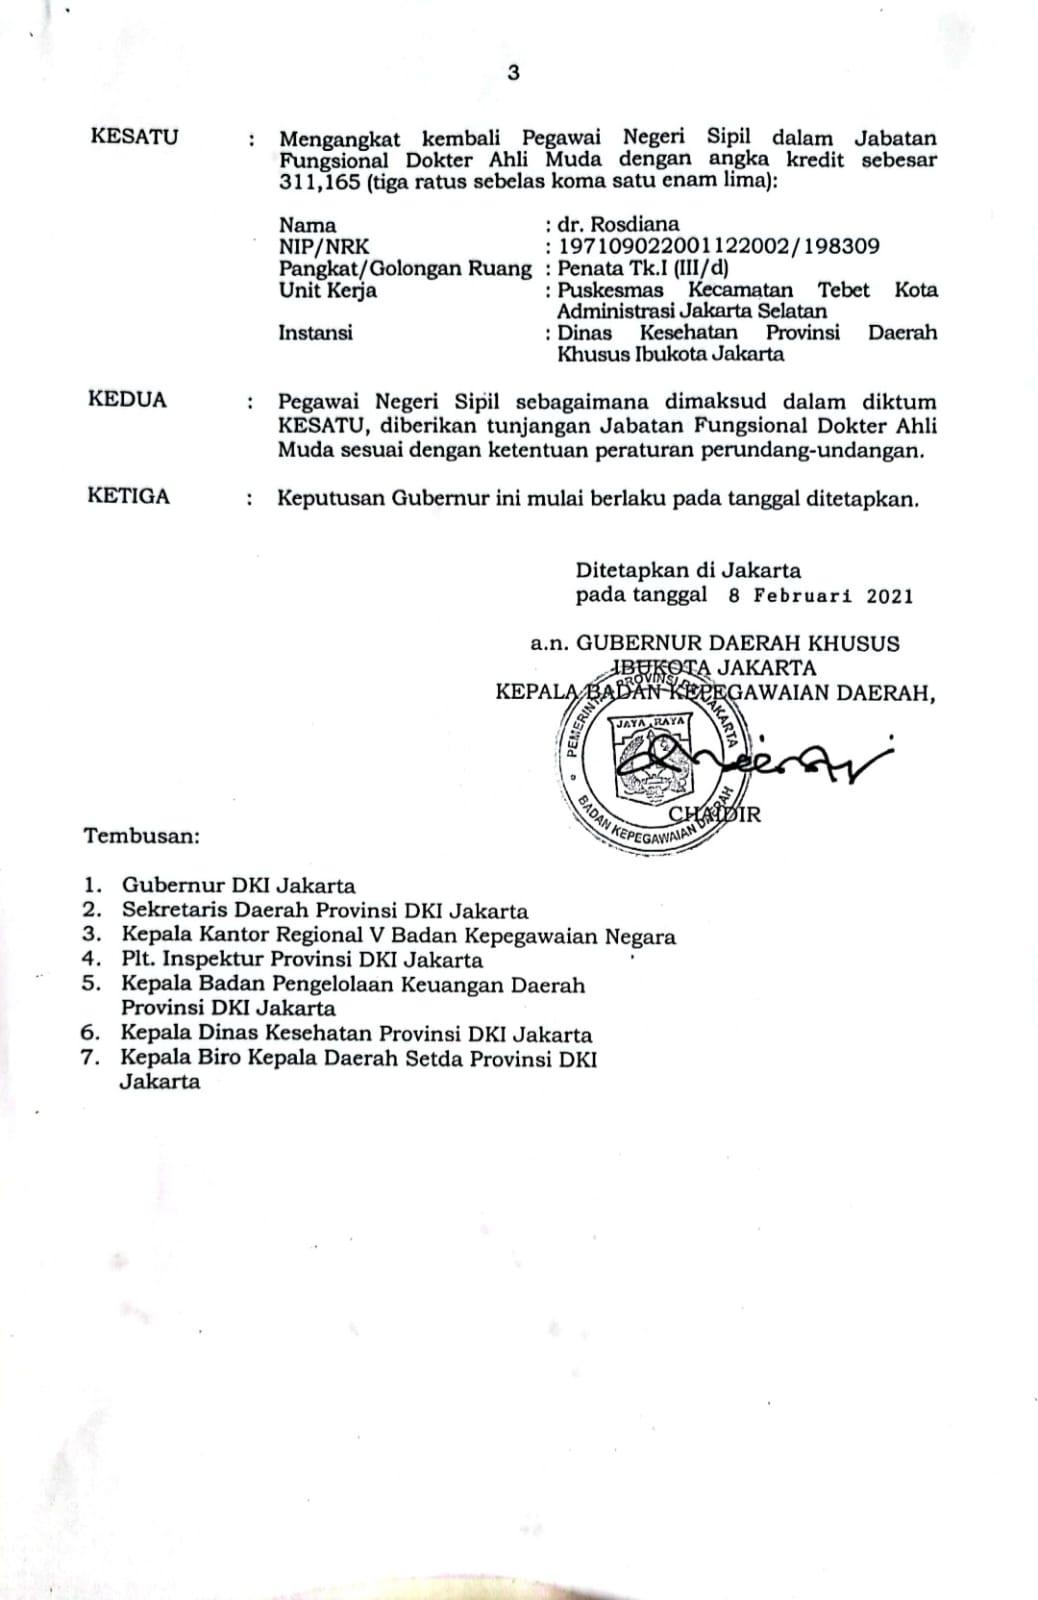 3
KESATU : Mengangkat kembali Pegawai Negeri Sipil dalam Jabatan
Fungsional Dokter Ahli Muda dengan angka kredit sebesar
311,165 (tiga ratus sebelas koma satu enam lima):
Nama : dr. Rosdiana
NIP/NRK : 197109022001122002/198309
Pangkat/Golongan Ruang : Penata Tk.I (III/d)
Unit Kerja : Puskesmas Kecamatan Tebet Kota
Administrasi Jakarta Selatan
Instansi : Dinas Kesehatan Provinsi Daerah
Khusus Ibukota Jakarta
KEDUA : Pegawai Negeri Sipil sebagaimana dimaksud dalam diktum
KESATU, diberikan tunjangan Jabatan Fungsional Dokter Ahli
Muda sesuai dengan ketentuan peraturan perundang-undangan.
KETIGA : Keputusan Gubernur ini mulai berlaku pada tanggal ditetapkan.
Ditetapkan di Jakarta
pada tanggal 8 Februari 2021
a.n. GUBERNUR DAERAH KHUSUS
IBUKOTA JAKARTA
KEPALA BADAN KEPEGAWAIAN DAERAH,
JAYA RAYA
BADAN KEPEGAWAIAN DAERAH
CHAIDIR
Tembusan:
1. Gubernur DKI Jakarta
2. Sekretaris Daerah Provinsi DKI Jakarta
3. Kepala Kantor Regional V Badan Kepegawaian Negara
4. Plt. Inspektur Provinsi DKI Jakarta
5. Kepala Badan Pengelolaan Keuangan Daerah
Provinsi DKI Jakarta
6. Kepala Dinas Kesehatan Provinsi DKI Jakarta
7. Kepala Biro Kepala Daerah Setda Provinsi DKI
Jakarta